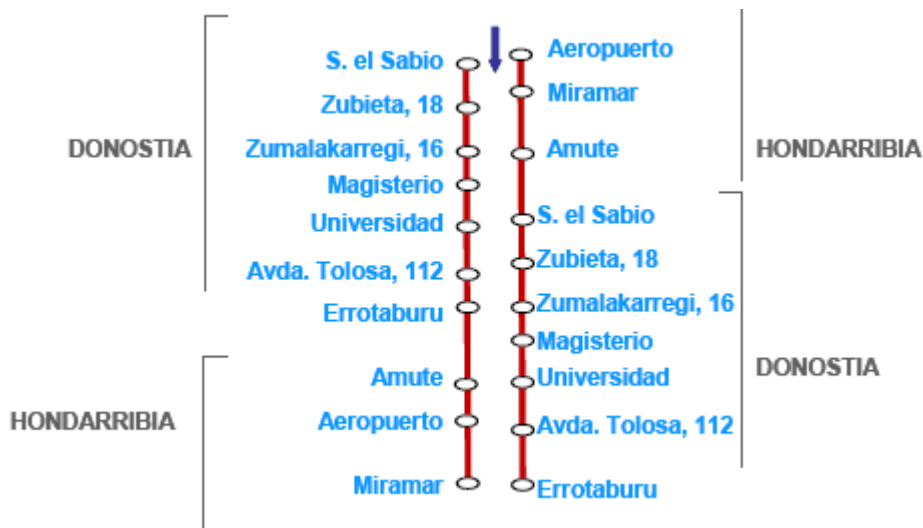 DONOSTIA
S. el Sabio
Zubieta, 18
Zumalakarregi, 16
Magisterio
Universidad
Avda. Tolosa, 112
Errotaburu
HONDARRIBIA
Amute
Aeropuerto
Miramar
Aeropuerto
Miramar
Amute
HONDARRIBIA
S. el Sabio
Zubieta, 18
Zumalakarregi, 16
Magisterio
Universidad
Avda. Tolosa, 112
Errotaburu
DONOSTIA